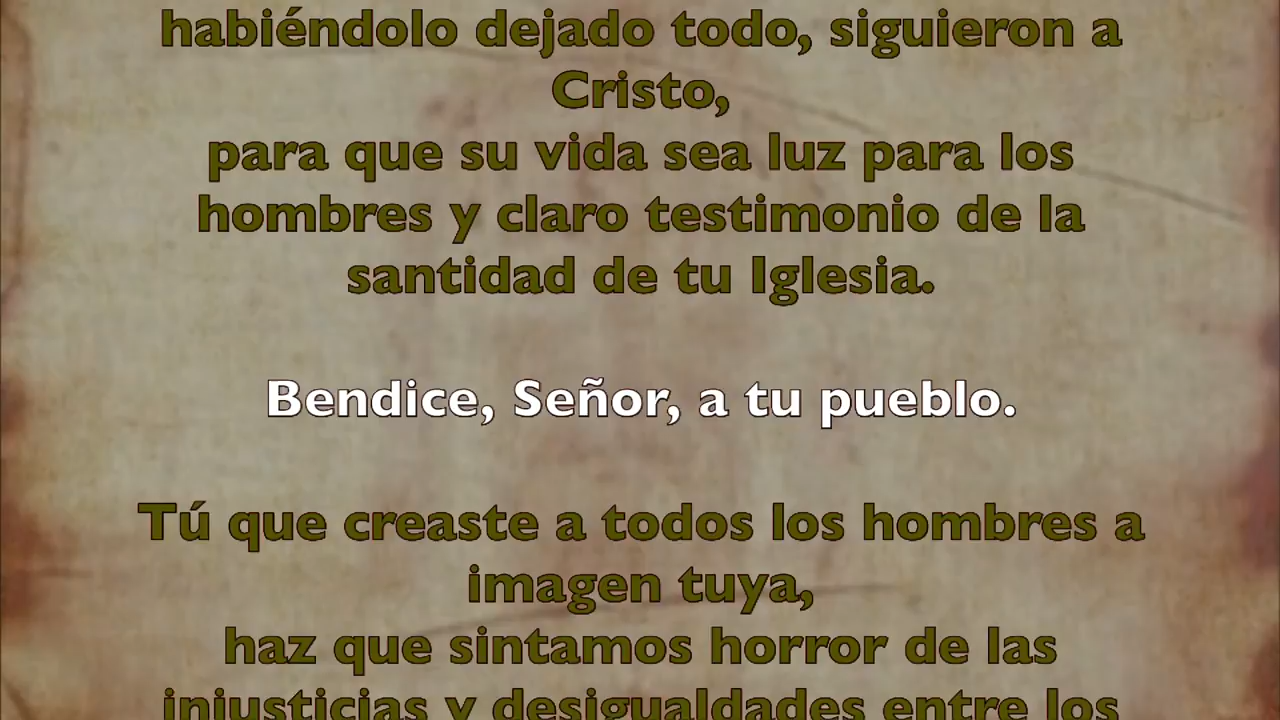 habiéndolo dejado todo, siguieron a
Cristo,
para que su vida sea luz para los
hombres y claro testimonio de la
santidad de tu Iglesia.
Bendice, Señor, a tu pueblo.
Tú que creaste a todos los hombres a
imagen tuya,
haz que sintamos horror de las
injusticias y desigualdades entre los